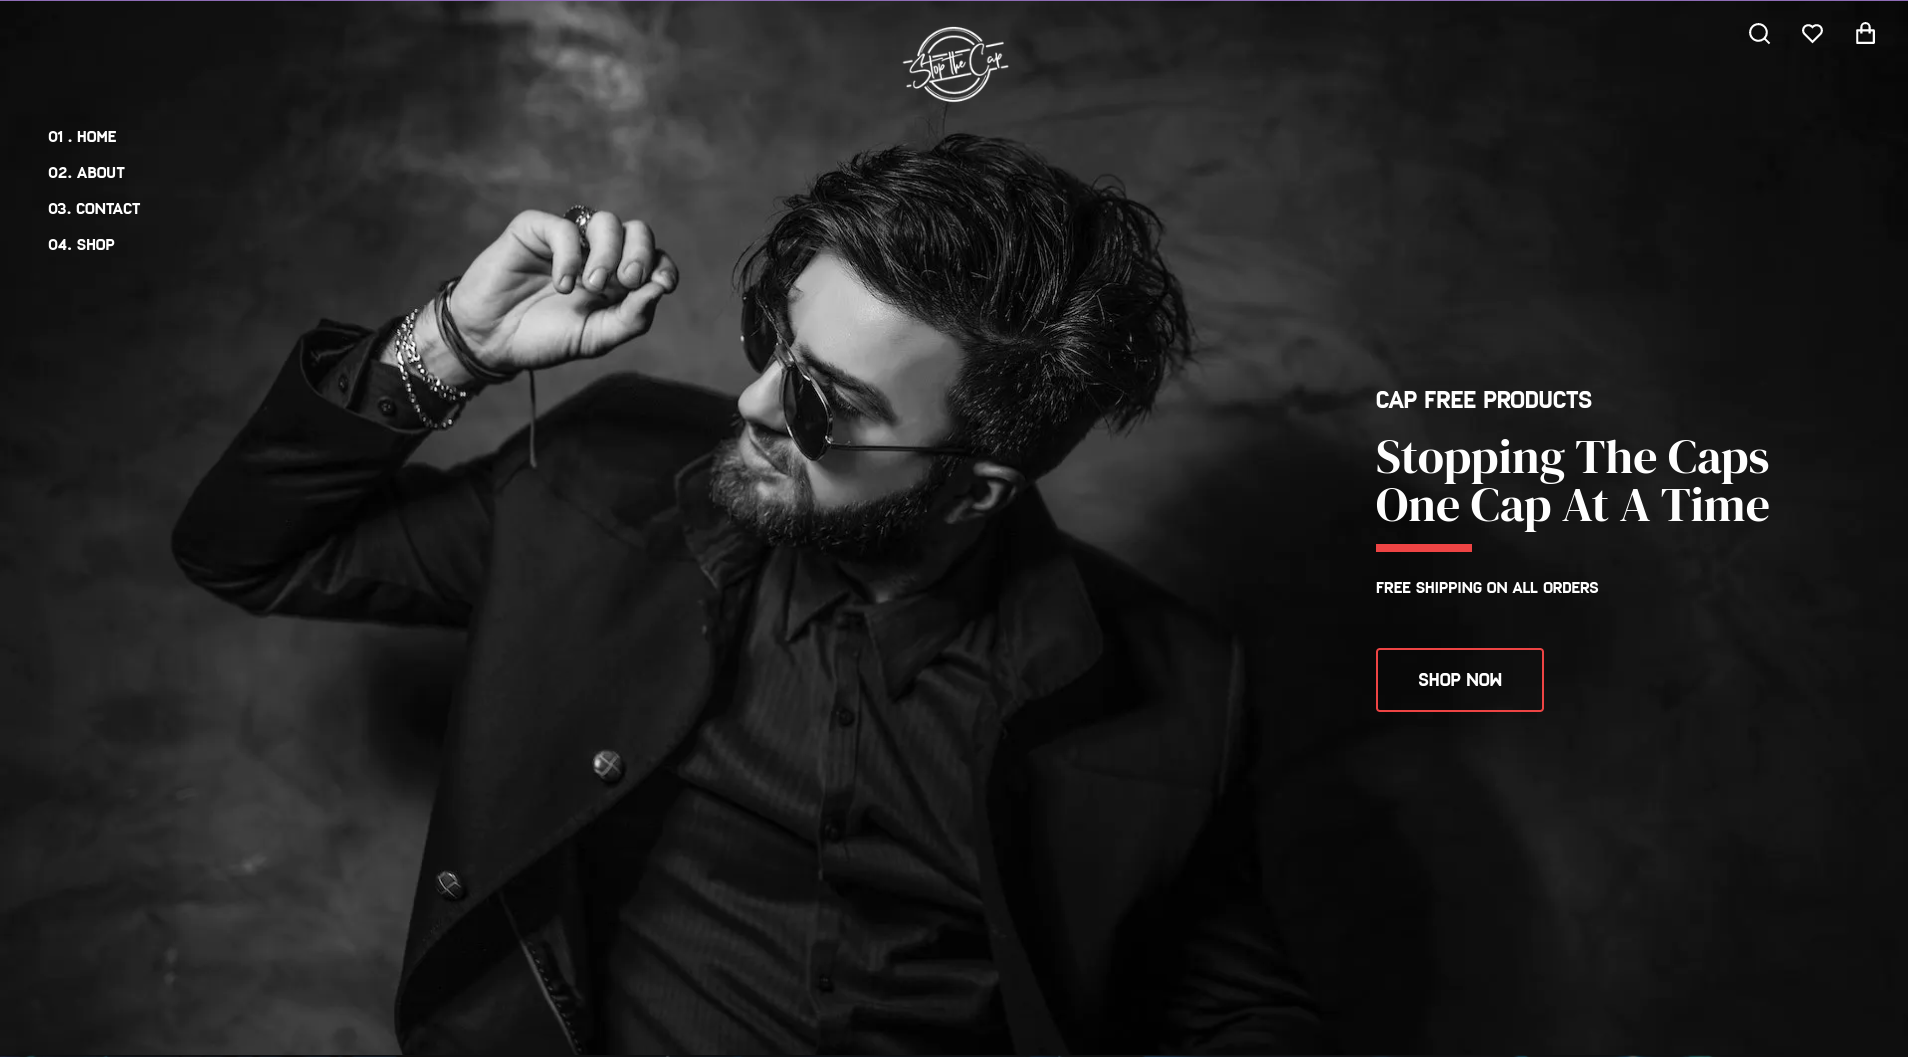 Stop the Cap
01 . HOME
02. ABOUT
03. CONTACT
04. SHOP
CAP FREE PRODUCTS
Stopping The Caps
One Cap At A Time
FREE SHIPPING ON ALL ORDERS
SHOP NOW